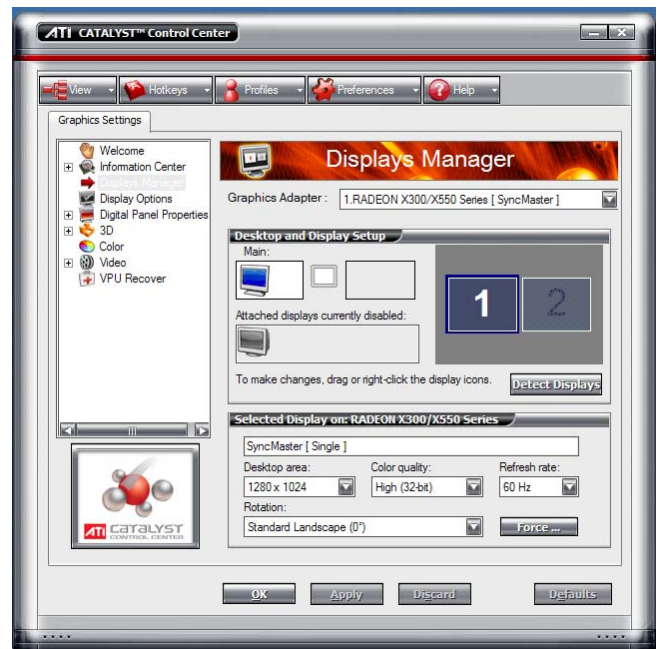 ATI CATALYST™ Control Center
View Hotkeys Profiles Preferences Help
Graphics Settings
Welcome
Information Center
Displays Manager
Display Options
Digital Panel Properties
3D
Color
Video
VPU Recover
ATI CATALYST
CONTROL CENTER
Displays Manager
Graphics Adapter : 1.RADEON X300/X550 Series [ SyncMaster ]
Desktop and Display Setup
Main:
1 2
Attached displays currently disabled:
To make changes, drag or right-click the display icons.
Detect Displays
Selected Display on: RADEON X300/X550 Series
SyncMaster [ Single ]
Desktop area: Color quality: Refresh rate:
1280 x 1024 High (32-bit) 60 Hz
Rotation:
Standard Landscape (0°) Force ...
OK Apply Discard Defaults